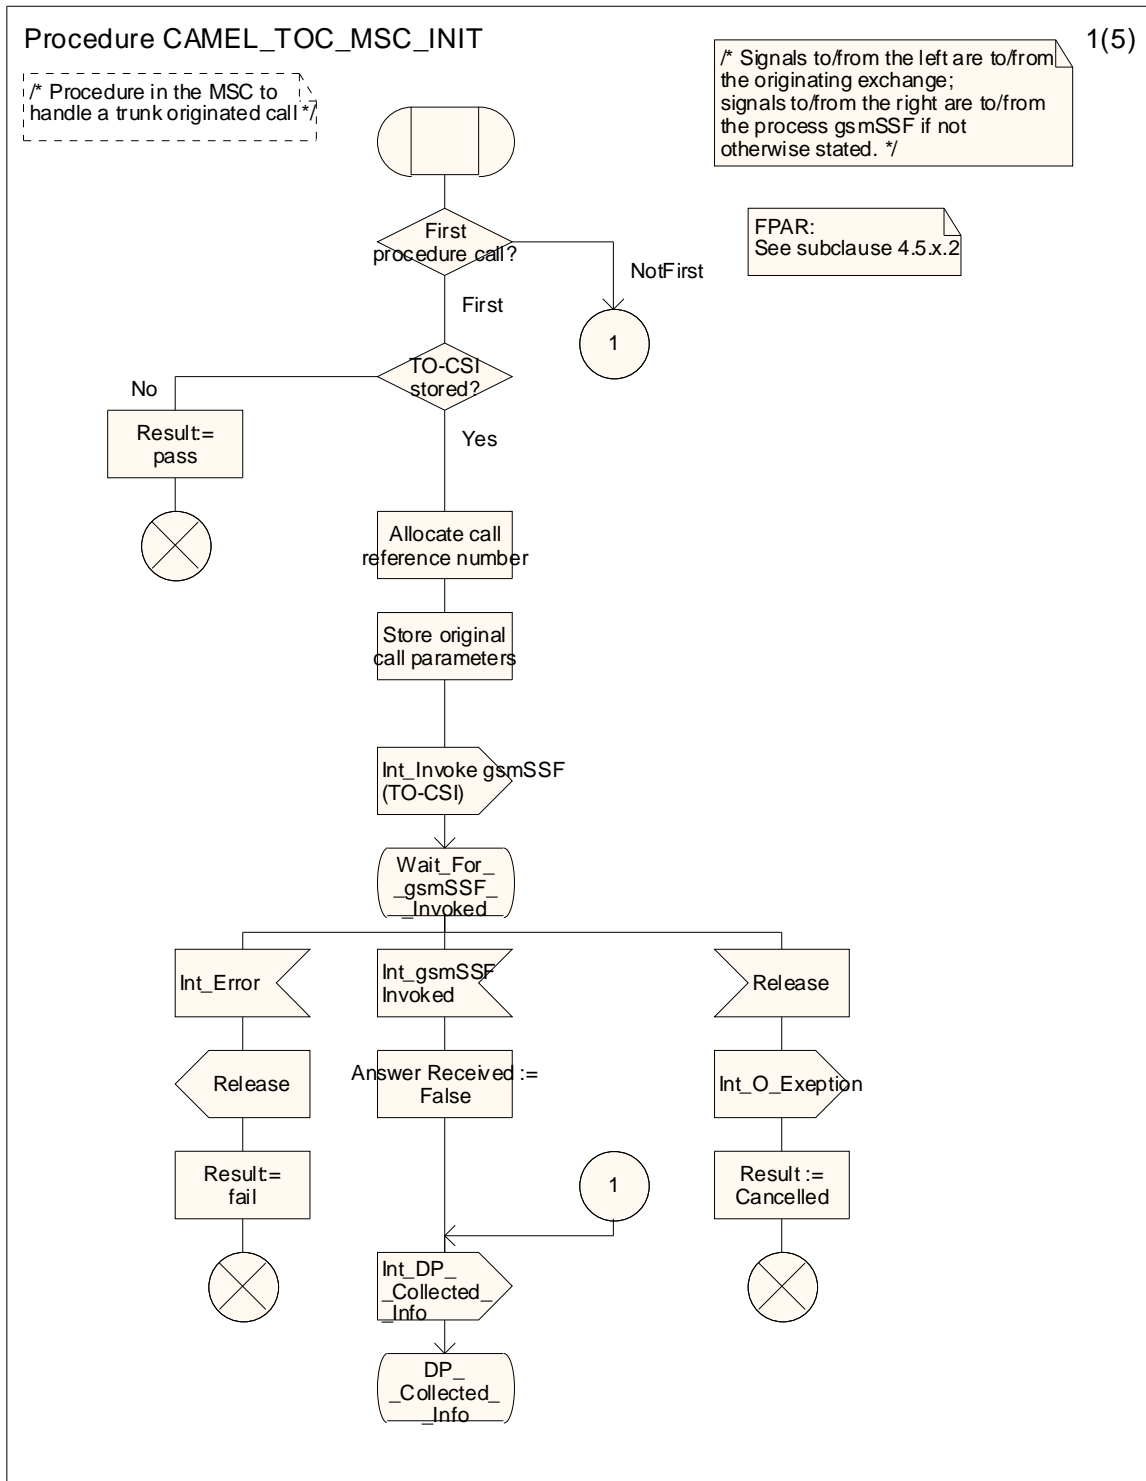 Procedure CAMEL_TOC_MSC_INIT
1(5)
/* Procedure in the MSC to
handle a trunk originated call */
/* Signals to/from the left are to/from
the originating exchange;
signals to/from the right are to/from
the process gsmSSF if not
otherwise stated. */
FPAR:
See subclause 4.5.x.2
First
procedure call?
NotFirst
First
1
TO-CSI
stored?
No
Yes
Result:=
pass
Allocate call
reference number
Store original
call parameters
Int_Invoke gsmSSF
(TO-CSI)
Wait_For_
_gsmSSF_
_Invoked
Int_Error
Int_gsmSSF
Invoked
Release
Release
Answer Received :=
False
Int_O_Exeption
Result:=
fail
1
Result :=
Cancelled
Int_DP_
_Collected_
_Info
DP_
_Collected_
_Info